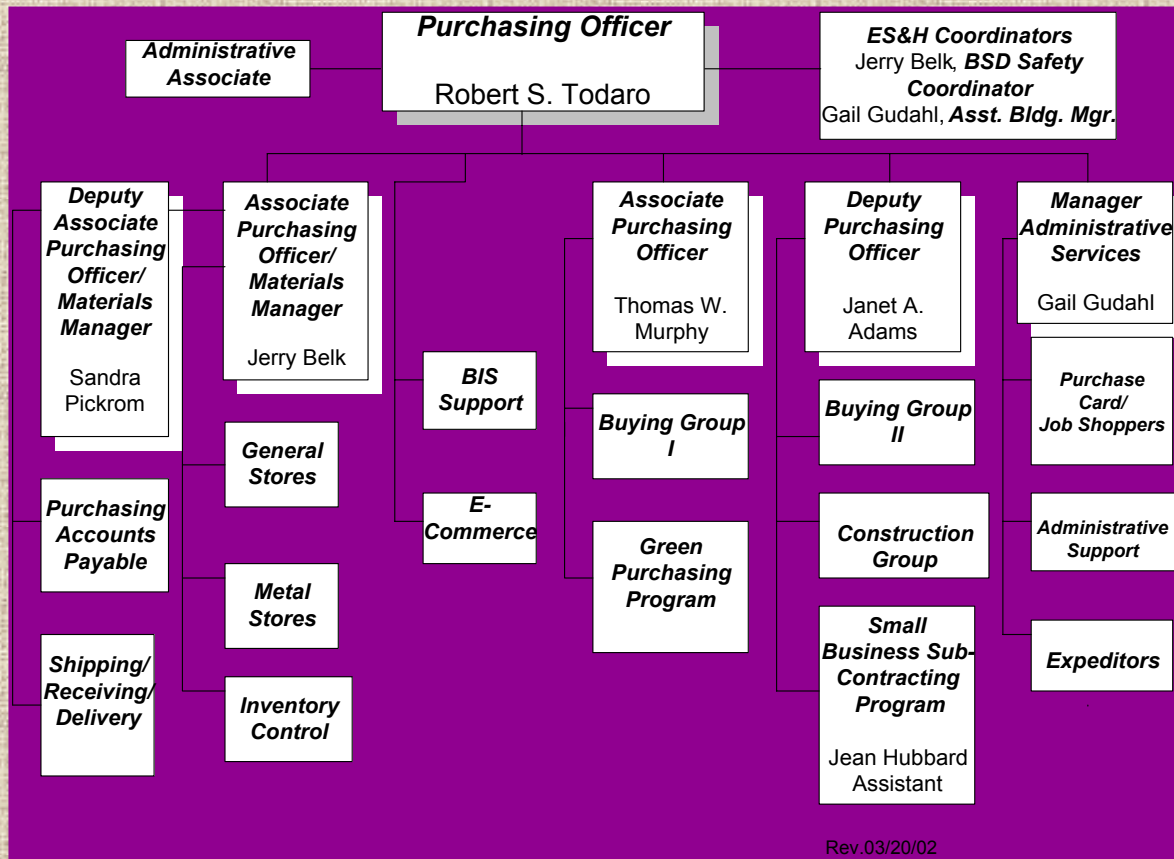 Purchasing Officer
Robert S. Todaro
Administrative
Associate
ES&H Coordinators
Jerry Belk, BSD Safety
Coordinator
Gail Gudahl, Asst. Bldg. Mgr.
Deputy
Associate
Purchasing
Officer/
Materials
Manager
Sandra
Pickrom
Purchasing
Accounts
Payable
Shipping/
Receiving/
Delivery
Associate
Purchasing
Officer/
Materials
Manager
Jerry Belk
General
Stores
Metal
Stores
Inventory
Control
BIS
Support
E-
Commerce
Associate
Purchasing
Officer
Thomas W.
Murphy
Buying Group
I
Green
Purchasing
Program
Deputy
Purchasing
Officer
Janet A.
Adams
Buying Group
II
Construction
Group
Small
Business Sub-
Contracting
Program
Jean Hubbard
Assistant
Manager
Administrative
Services
Gail Gudahl
Purchase
Card/
Job Shoppers
Administrative
Support
Expeditors
Rev.03/20/02